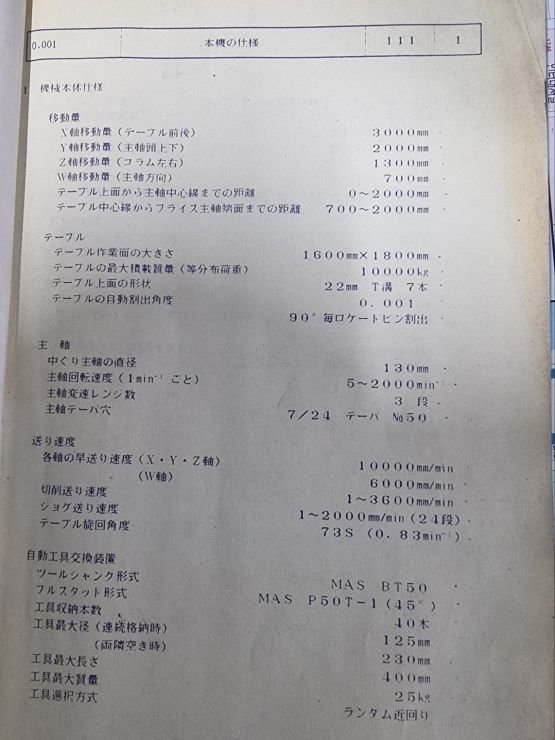 0.001 本機の仕様 111 1
1 機械本体仕様
移動量
X軸移動量（テーブル前後） 3000mm
Y軸移動量（主軸頭上下） 2000mm
Z軸移動量（コラム左右） 1300mm
W軸移動量（主軸方向） 700mm
テーブル上面から主軸中心線までの距離 0～2000mm
テーブル中心線からフライス主軸端面までの距離 700～2000mm
テーブル
テーブル作業面の大きさ 1600mm×1800mm
テーブルの最大積載質量（等分布荷重） 10000kg
テーブル上面の形状 22mm T溝 7本
テーブルの自動割出角度 0.001
90°毎ロケートピン割出
主 軸
中ぐり主軸の直径 130mm
主軸回転速度（1min⁻¹ごと） 5～2000min⁻¹
主軸変速レンジ数 3 段
主軸テーパ穴 7/24 テーパ №50
送り速度
各軸の早送り速度（X・Y・Z軸） 10000mm/min
（W軸） 6000mm/min
切削送り速度 1～3600mm/min
ジョグ送り速度 1～2000mm/min（24段）
テーブル旋回角度 73S（0.83min⁻¹）
自動工具交換装置
ツールシャンク形式 MAS BT50
プルスタッド形式 MAS P50T-1（45°）
工具収納本数 40本
工具最大径（連続格納時） 125mm
（両隣空き時） 230mm
工具最大長さ 400mm
工具最大質量 25kg
工具選択方式 ランダム近回り